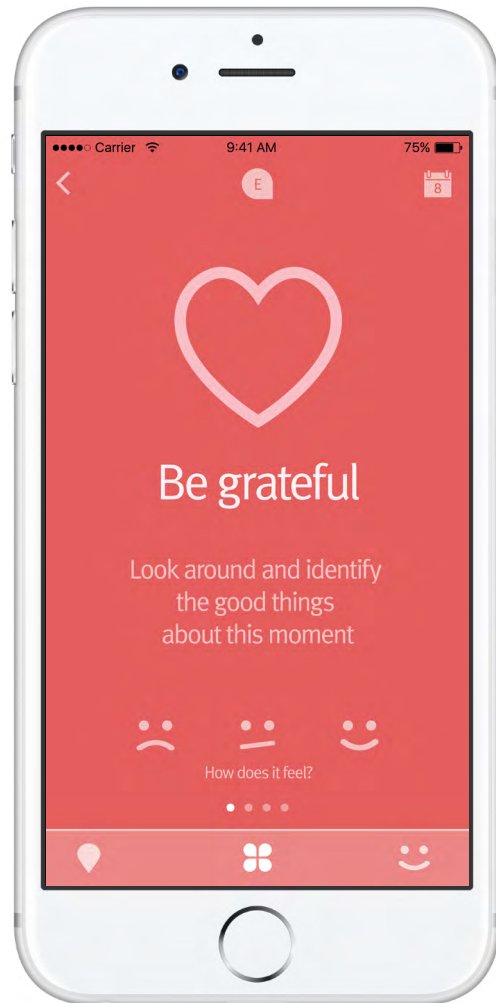 Carrier 9:41 AM 75%
E
8
Be grateful
Look around and identify
the good things
about this moment
How does it feel?